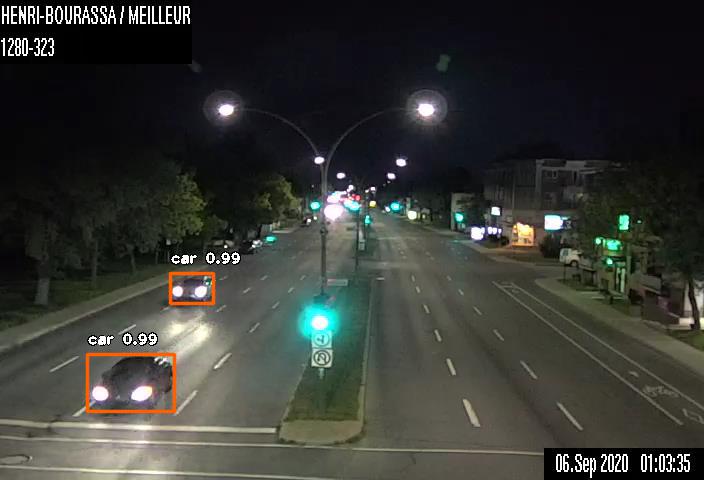 HENRI-BOURASSA / MEILLEUR
1280-323
car 0.99
car 0.99
06.Sep 2020 01:03:35